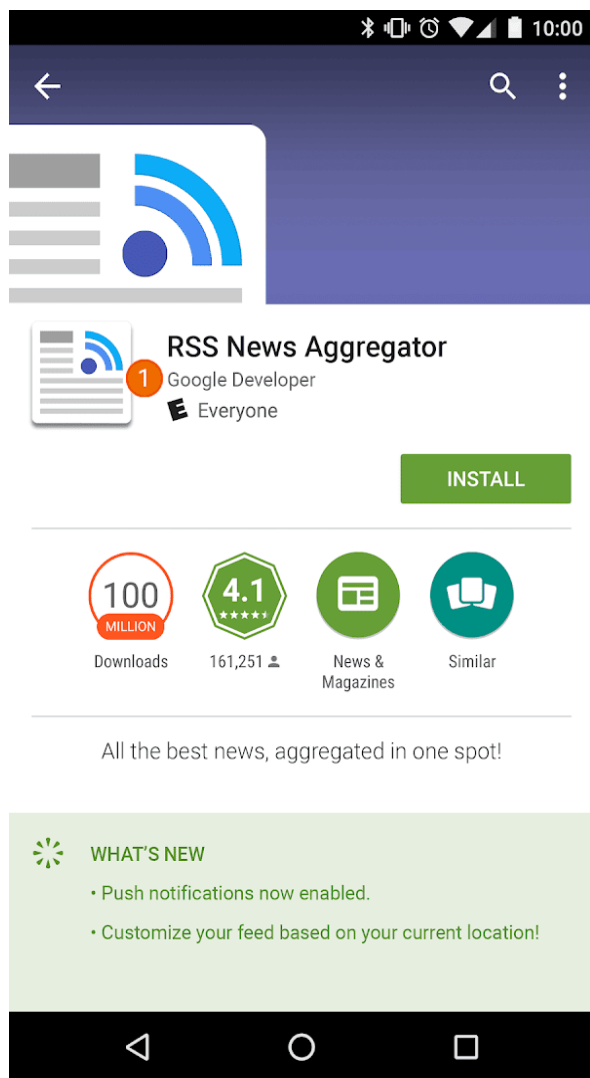 10:00
RSS News Aggregator
1
Google Developer
E Everyone
INSTALL
100
MILLION
4.1
Downloads
161,251
News &
Magazines
Similar
All the best news, aggregated in one spot!
WHAT'S NEW
• Push notifications now enabled.
• Customize your feed based on your current location!